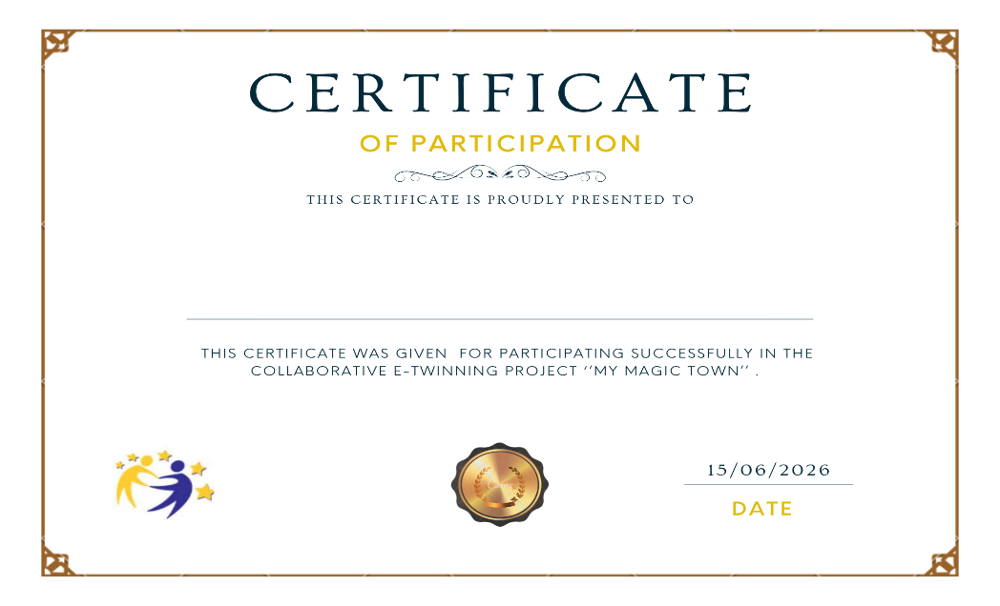 CERTIFICATE
OF PARTICIPATION
THIS CERTIFICATE IS PROUDLY PRESENTED TO
THIS CERTIFICATE WAS GIVEN  FOR PARTICIPATING SUCCESSFULLY IN THE
COLLABORATIVE E-TWINNING PROJECT ‘‘MY MAGIC TOWN’’ .
15/06/2026
DATE